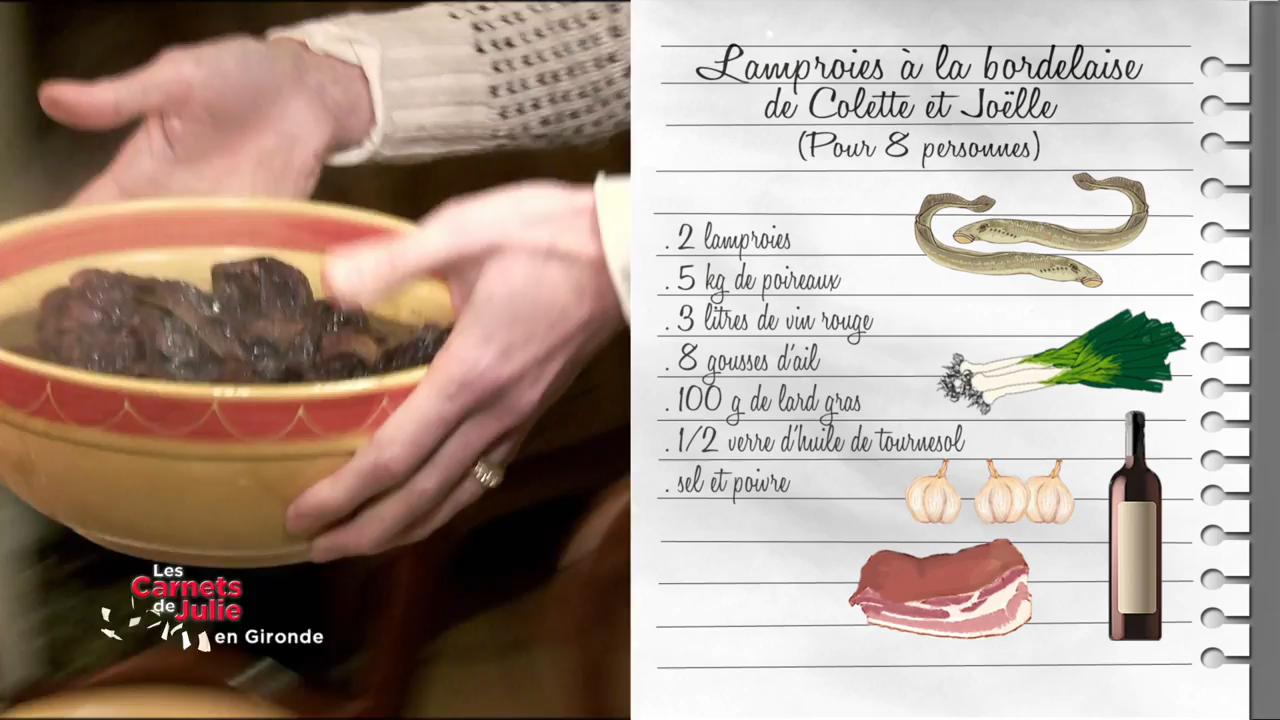 Lamproies à la bordelaise
de Colette et Joëlle
(Pour 8 personnes)
. 2 lamproies
. 5 kg de poireaux
. 3 litres de vin rouge
. 8 gousses d'ail
. 100 g de lard gras
. 1/2 verre d'huile de tournesol
. sel et poivre
Les
Carnets
de Julie
en Gironde